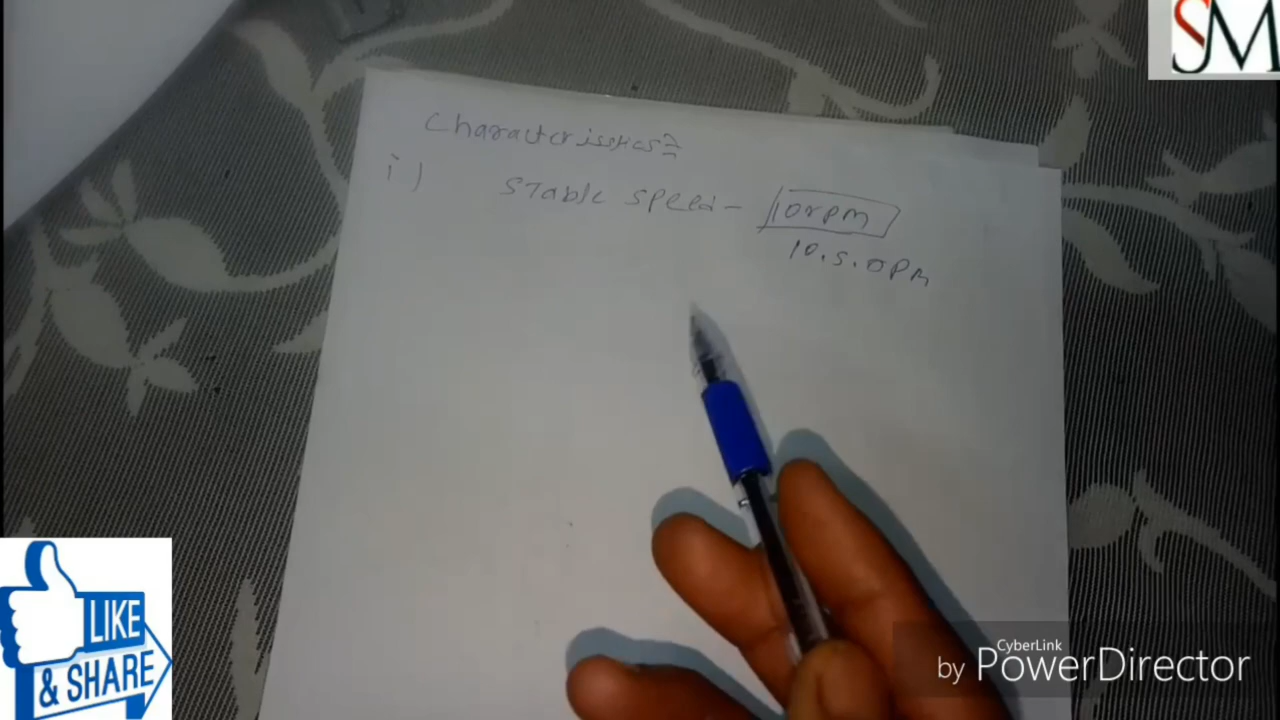 SM
Characteristics:
i) Stable speed - 10rpm
10.5.0pm
LIKE
& SHARE
CyberLink
by PowerDirector